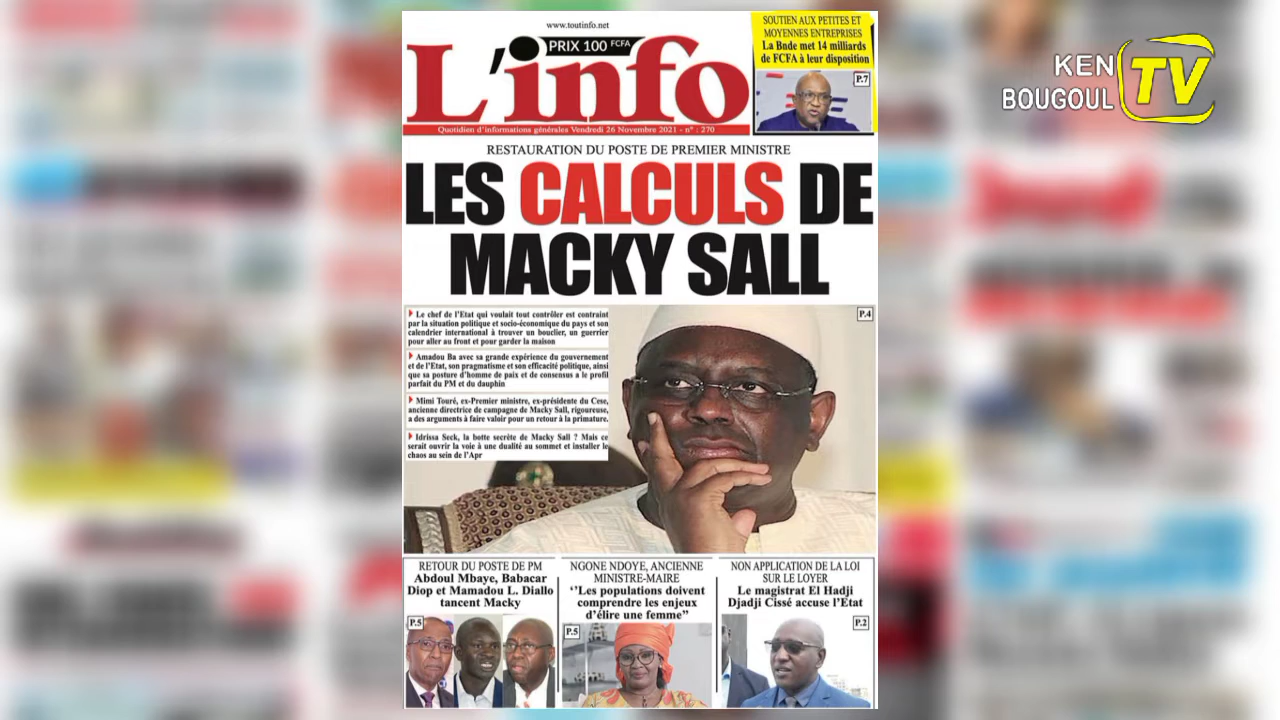 www.toutinfo.net
PRIX 100 FCFA
L'info
Quotidien d'informations générales Vendredi 26 Novembre 2021 - n° : 270
SOUTIEN AUX PETITES ET
MOYENNES ENTREPRISES
La Bnde met 14 milliards
de FCFA à leur disposition
P.7
KEN
BOUGOUL
TV
RESTAURATION DU POSTE DE PREMIER MINISTRE
LES CALCULS DE
MACKY SALL
P.4
Le chef de l'Etat qui voulait tout contrôler est contraint
par la situation politique et socio-économique du pays et son
calendrier international à trouver un bouclier, un guerrier
pour aller au front et pour garder la maison
Amadou Ba avec sa grande expérience du gouvernement
et de l'Etat, son pragmatisme et son efficacité politique, ainsi
que sa posture d'homme de paix et de consensus a le profil
parfait du PM et du dauphin
Mimi Touré, ex-Premier ministre, ex-présidente du Cese,
ancienne directrice de campagne de Macky Sall, rigoureuse,
a des arguments à faire valoir pour un retour à la primature.
Idrissa Seck, la botte secrète de Macky Sall ? Mais ce
serait ouvrir la voie à une dualité au sommet et installer le
chaos au sein de l'Apr
RETOUR DU POSTE DE PM
Abdoul Mbaye, Babacar
Diop et Mamadou L. Diallo
tancent Macky
P.5
NGONE NDOYE, ANCIENNE
MINISTRE-MAIRE
‘’Les populations doivent
comprendre les enjeux
d'élire une femme’’
P.5
NON APPLICATION DE LA LOI
SUR LE LOYER
Le magistrat El Hadji
Djadji Cissé accuse l'Etat
P.2